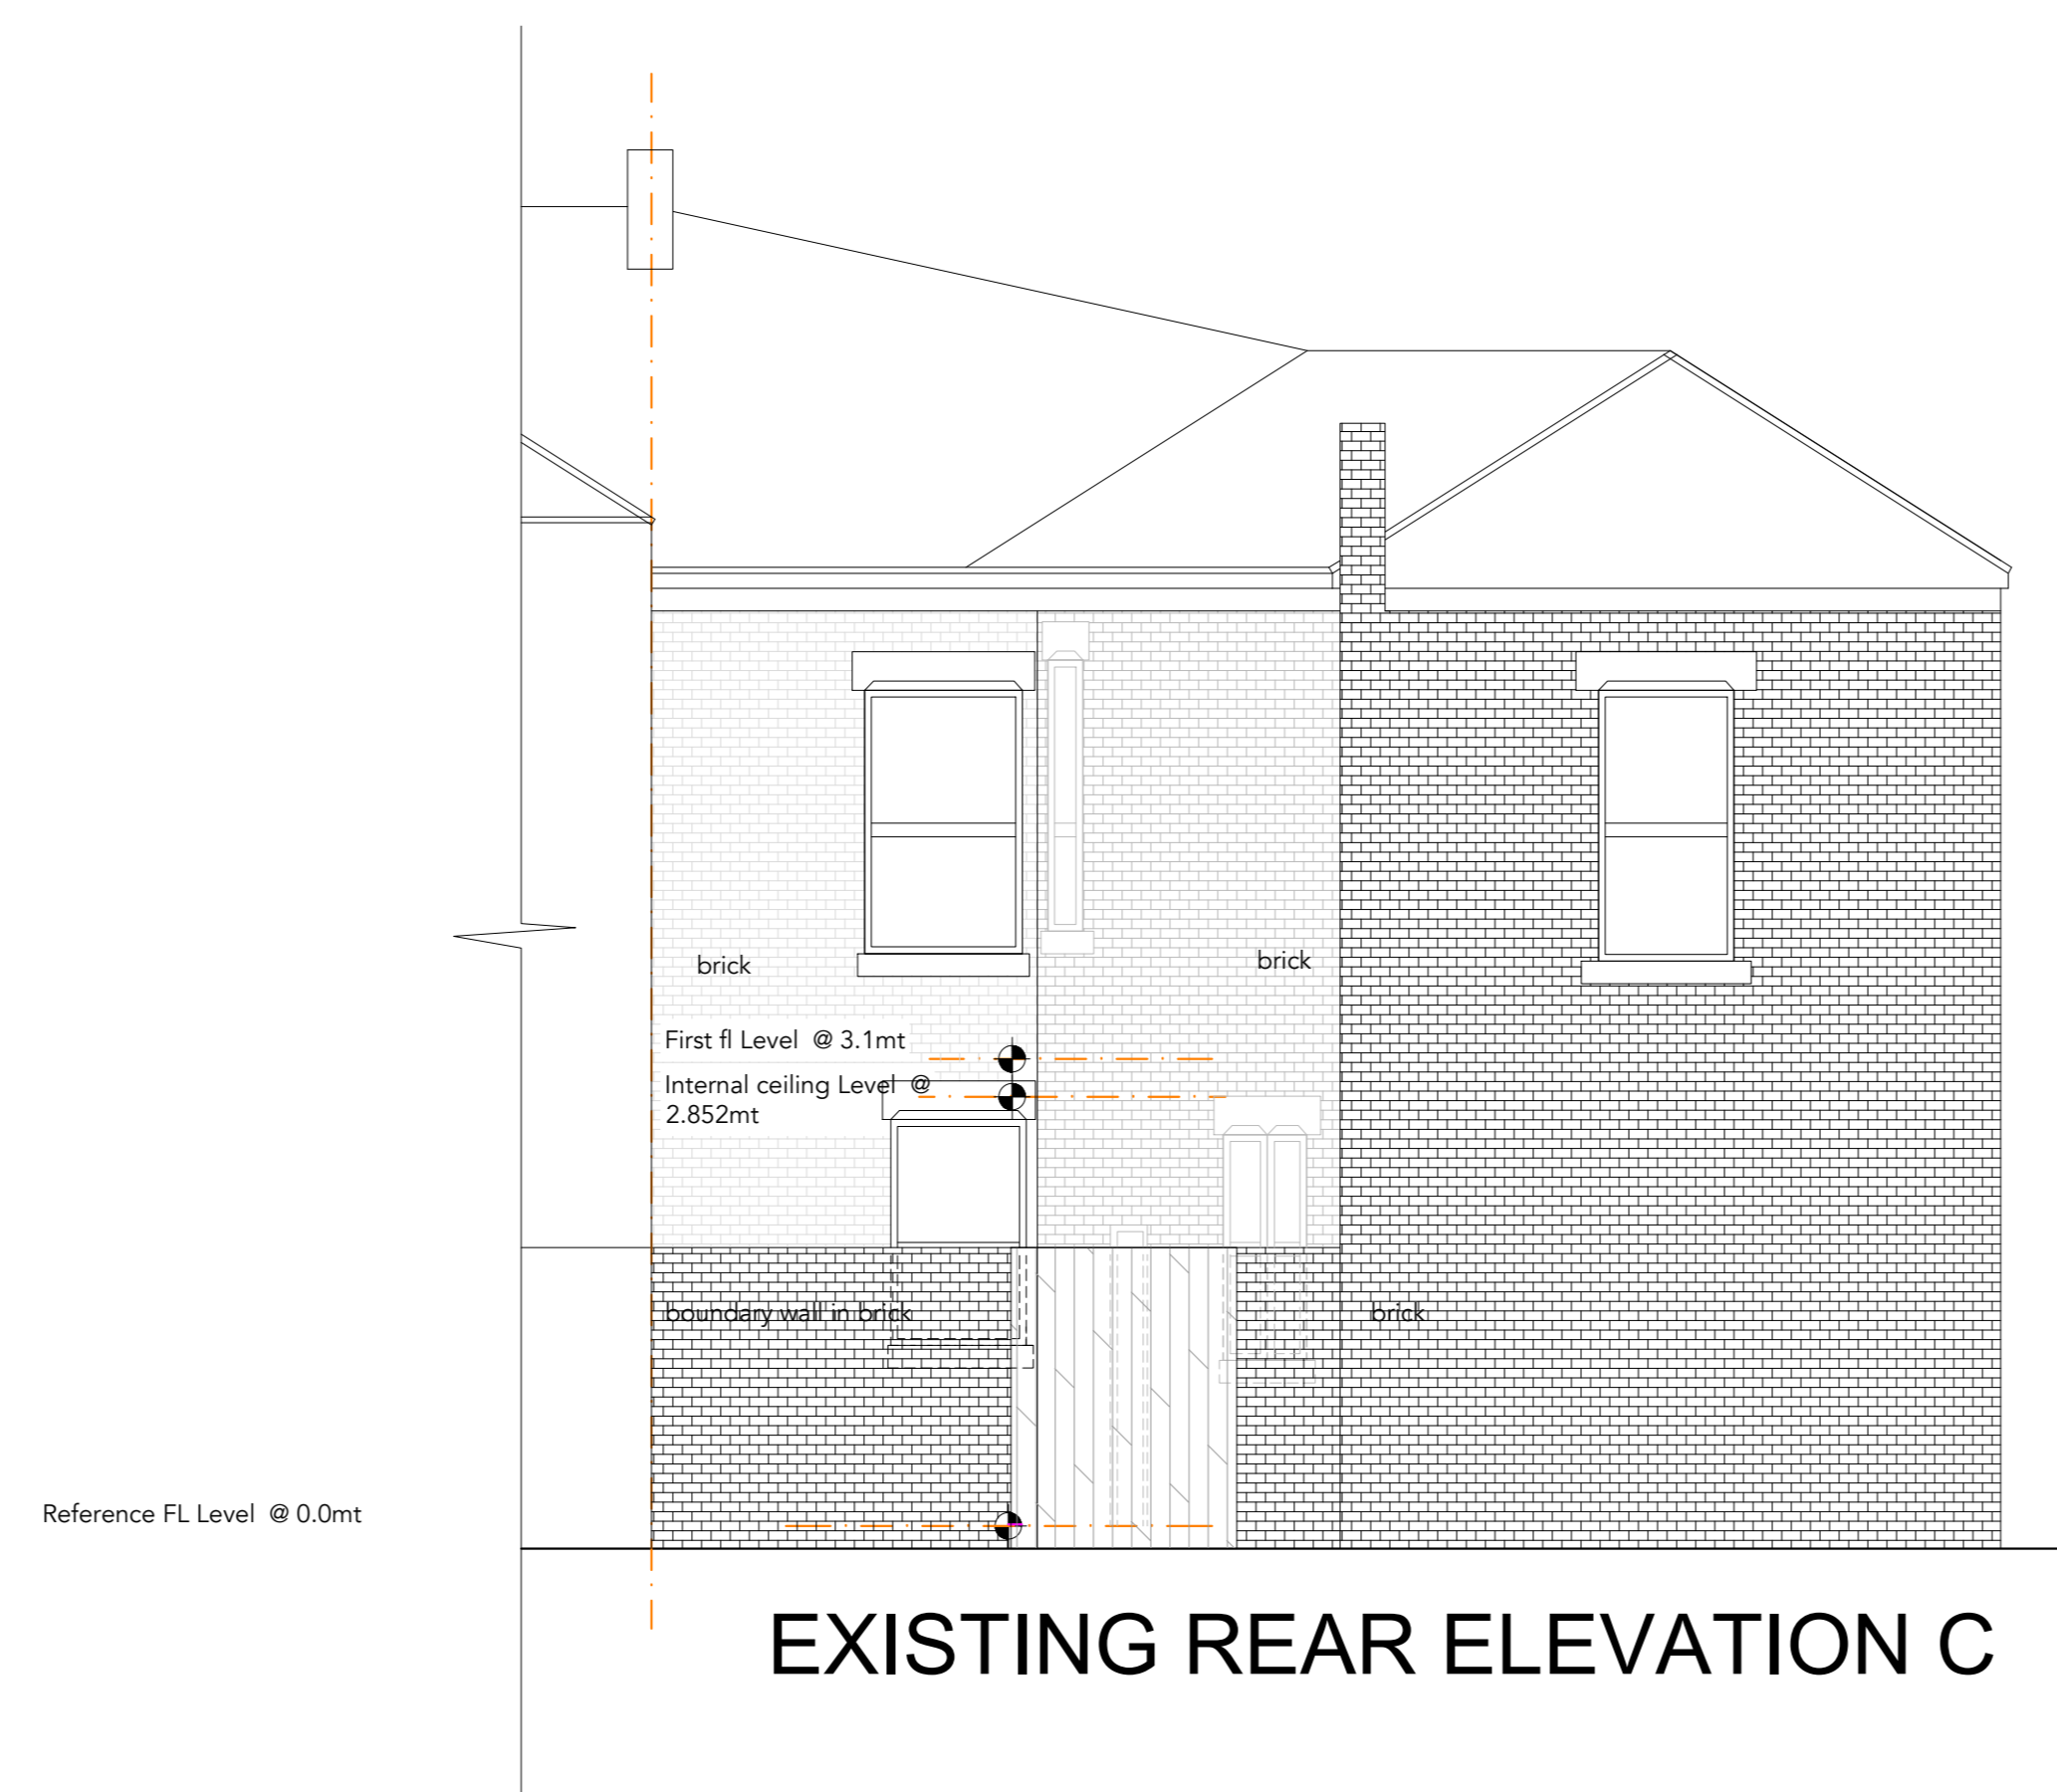 brick
brick
First fl Level @ 3.1mt
Internal ceiling Level @
2.852mt
boundary wall in brick
brick
Reference FL Level @ 0.0mt
EXISTING REAR ELEVATION C